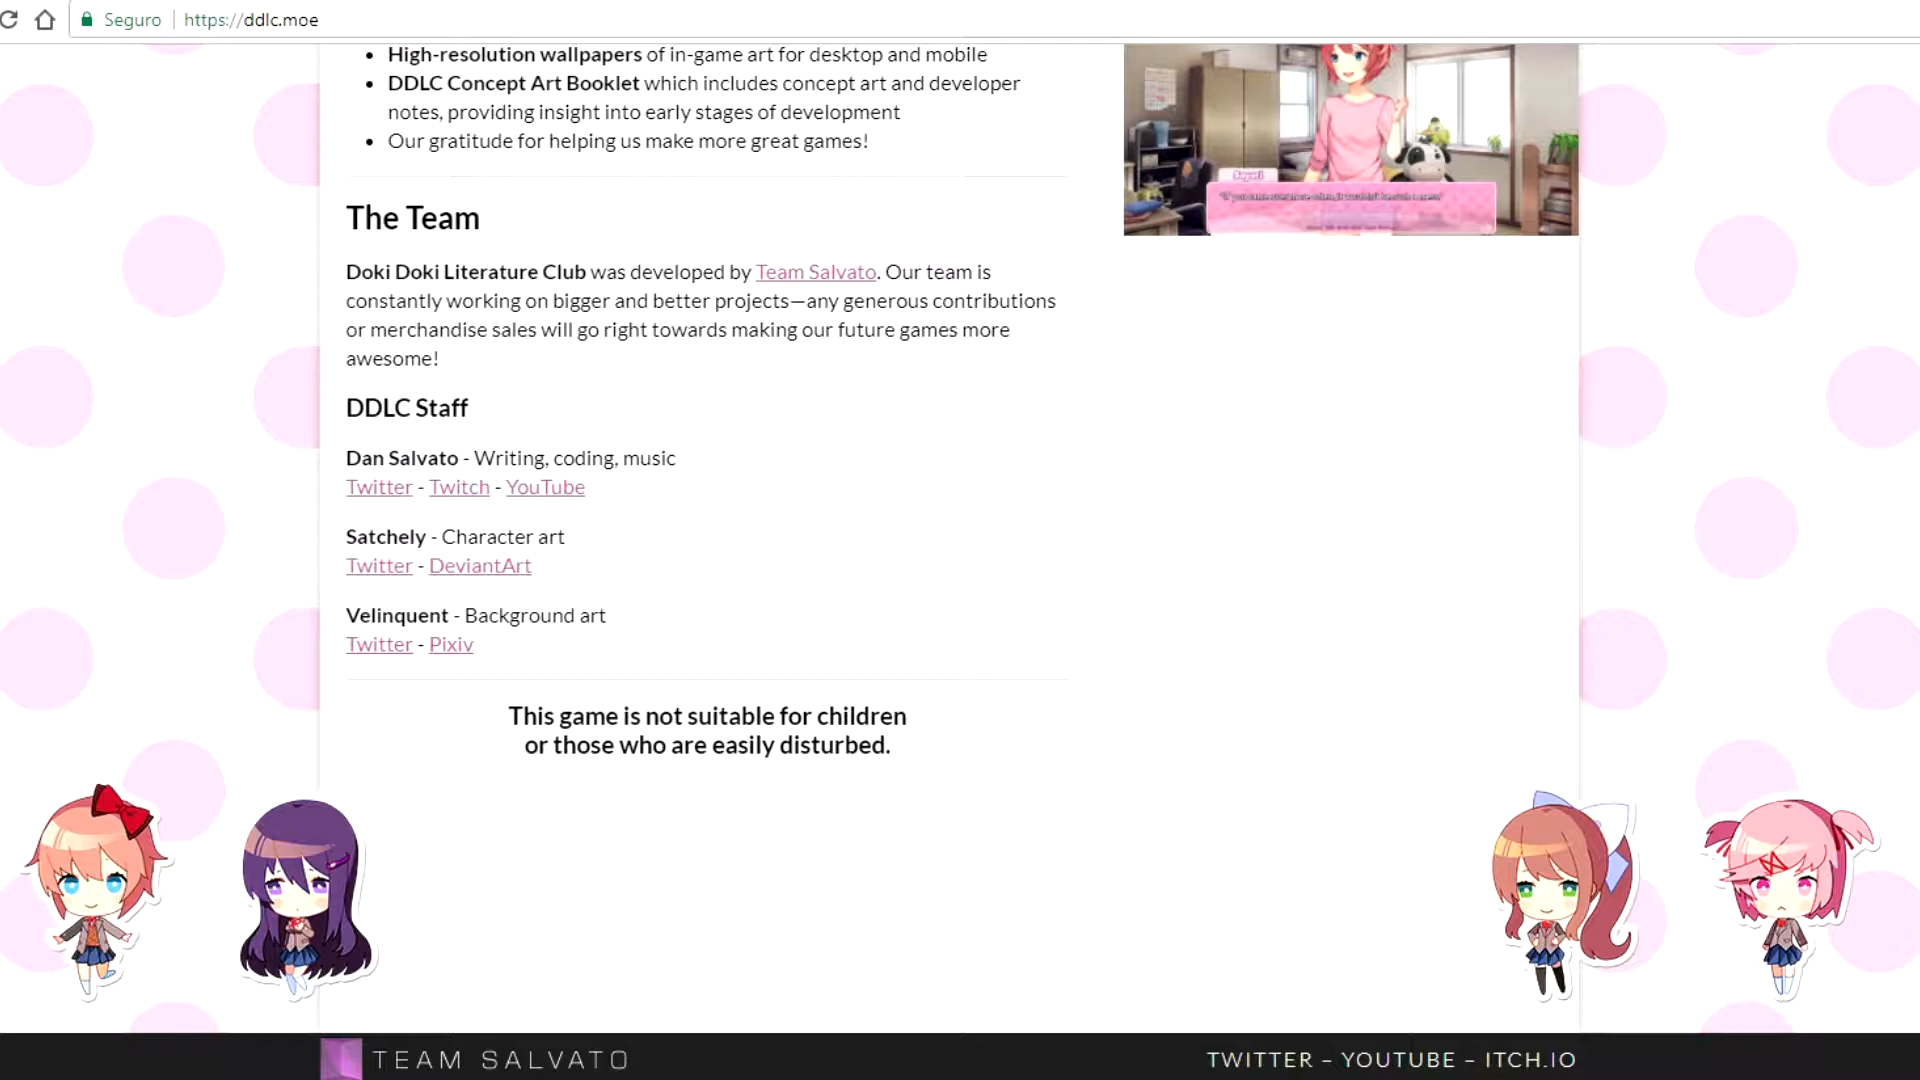 Seguro
https://ddlc.moe
High-resolution wallpapers of in-game art for desktop and mobile
DDLC Concept Art Booklet which includes concept art and developer
notes, providing insight into early stages of development
Our gratitude for helping us make more great games!
Sayori
The Team
Doki Doki Literature Club was developed by Team Salvato. Our team is
constantly working on bigger and better projects—any generous contributions
or merchandise sales will go right towards making our future games more
awesome!
DDLC Staff
Dan Salvato - Writing, coding, music
Twitter - Twitch - YouTube
Satchely - Character art
Twitter - DeviantArt
Velinquent - Background art
Twitter - Pixiv
This game is not suitable for children
or those who are easily disturbed.
TEAM SALVATO
TWITTER – YOUTUBE – ITCH.IO